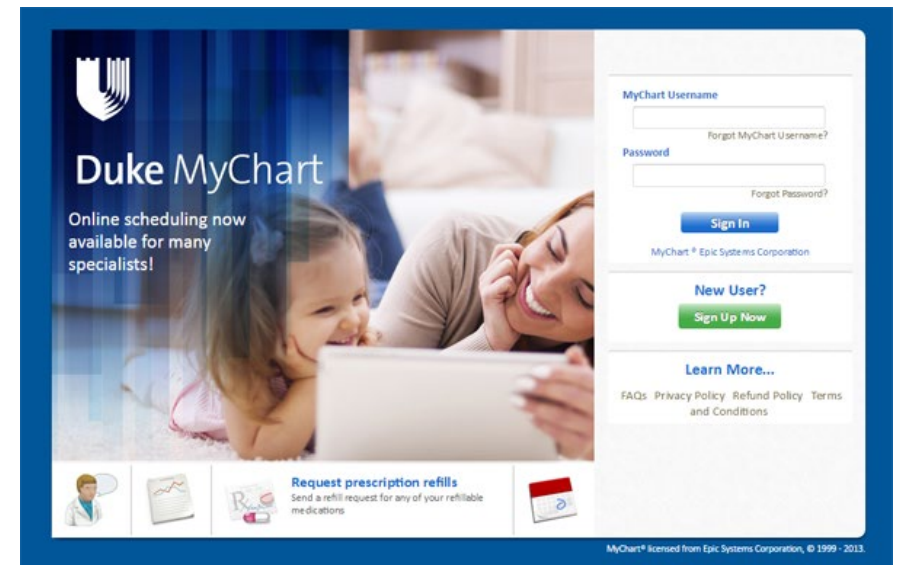 Duke MyChart
Online scheduling now
available for many
specialists!
MyChart Username
Forgot MyChart Username?
Password
Forgot Password?
Sign In
MyChart ® Epic Systems Corporation
New User?
Sign Up Now
Learn More...
FAQs Privacy Policy Refund Policy Terms
and Conditions
Request prescription refills
Send a refill request for any of your refillable
medications
MyChart® licensed from Epic Systems Corporation, © 1999 - 2013.